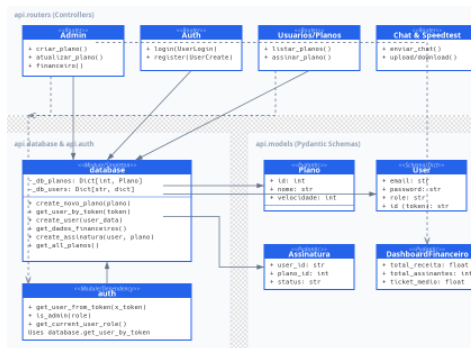 api.routers (Controllers)
Admin
+ criar_plano()
+ atualizar_plano()
+ financeiro()
Auth
+ login(UserLogin)
+ register(UserCreate)
Usuarios/Planos
+ listar_planos()
+ assinar_plano()
Chat & Speedtest
+ enviar_chat()
+ upload/download()
api.database & api.auth
database
- _db_planos: Dict[int, Plano]
- _db_users: Dict[str, dict]
+ create_novo_plano(plano)
+ get_user_by_token(token)
+ create_user(user_data)
+ get_dados_financeiros()
+ create_assinatura(user, plano)
+ get_all_planos()
auth
+ get_user_from_token(x_token)
+ is_admin(role)
+ get_current_user_role()
Uses database.get_user_by_token
api.models (Pydantic Schemas)
Plano
+ id: int
+ nome: str
+ velocidade: int
User
+ email: str
+ password: str
+ role: str
+ id (token): str
Assinatura
+ user_id: str
+ plano_id: int
+ status: str
DashboardFinanceiro
+ total_receita: float
+ total_assinantes: int
+ ticket_medio: float